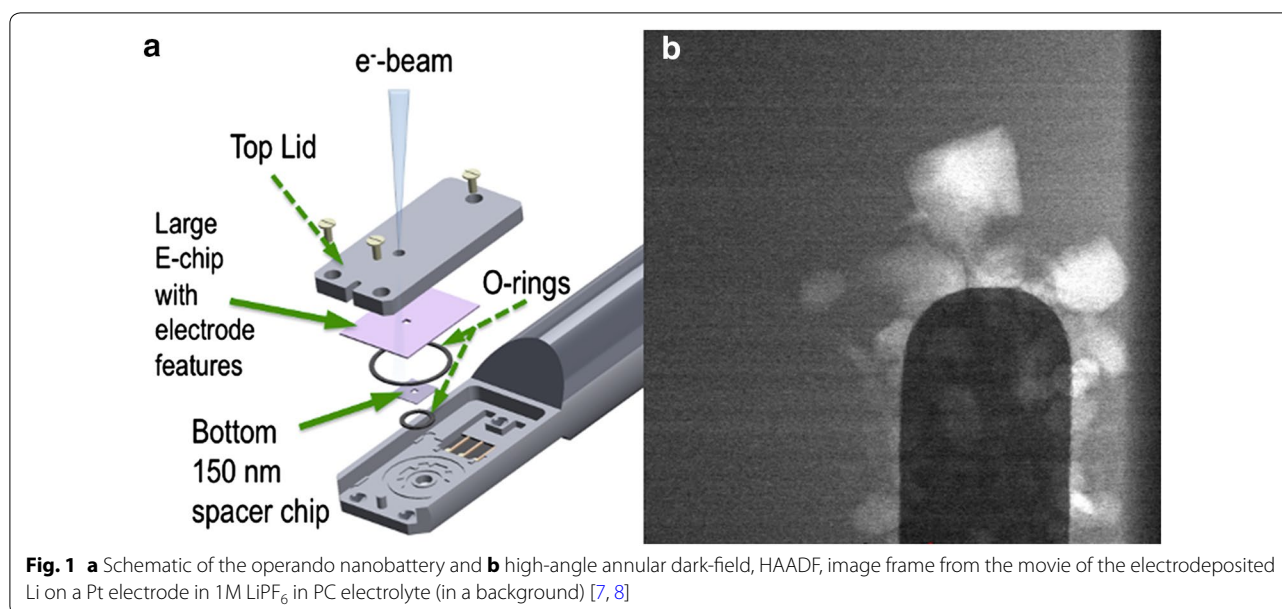 a
b
e⁻-beam
Top Lid
Large
E-chip
with
electrode
features
O-rings
Bottom
150 nm
spacer chip
Fig. 1 a Schematic of the operando nanobattery and b high-angle annular dark-field, HAADF, image frame from the movie of the electrodeposited
Li on a Pt electrode in 1M LiPF₆ in PC electrolyte (in a background) [7, 8]